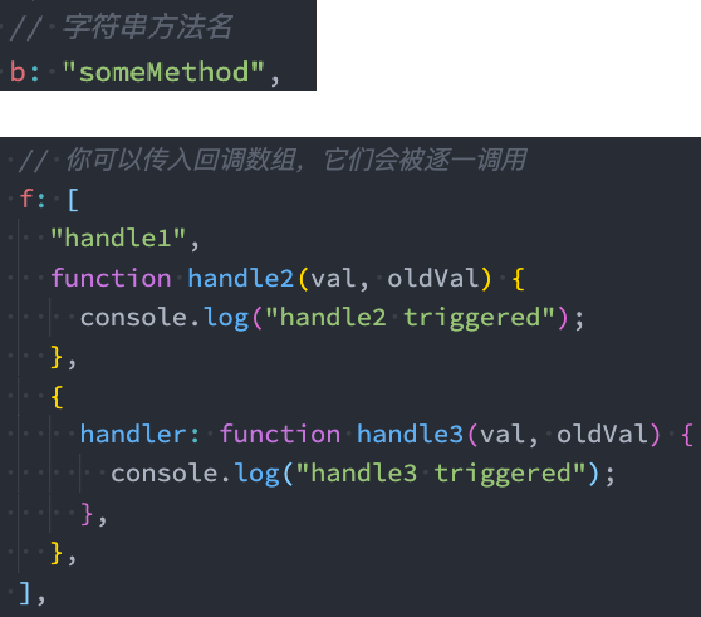 // 字符串方法名
b: "someMethod",
// 你可以传入回调数组, 它们会被逐一调用
f: [
"handle1",
function handle2(val, oldVal) {
console.log("handle2 triggered");
},
{
handler: function handle3(val, oldVal) {
console.log("handle3 triggered");
},
},
],